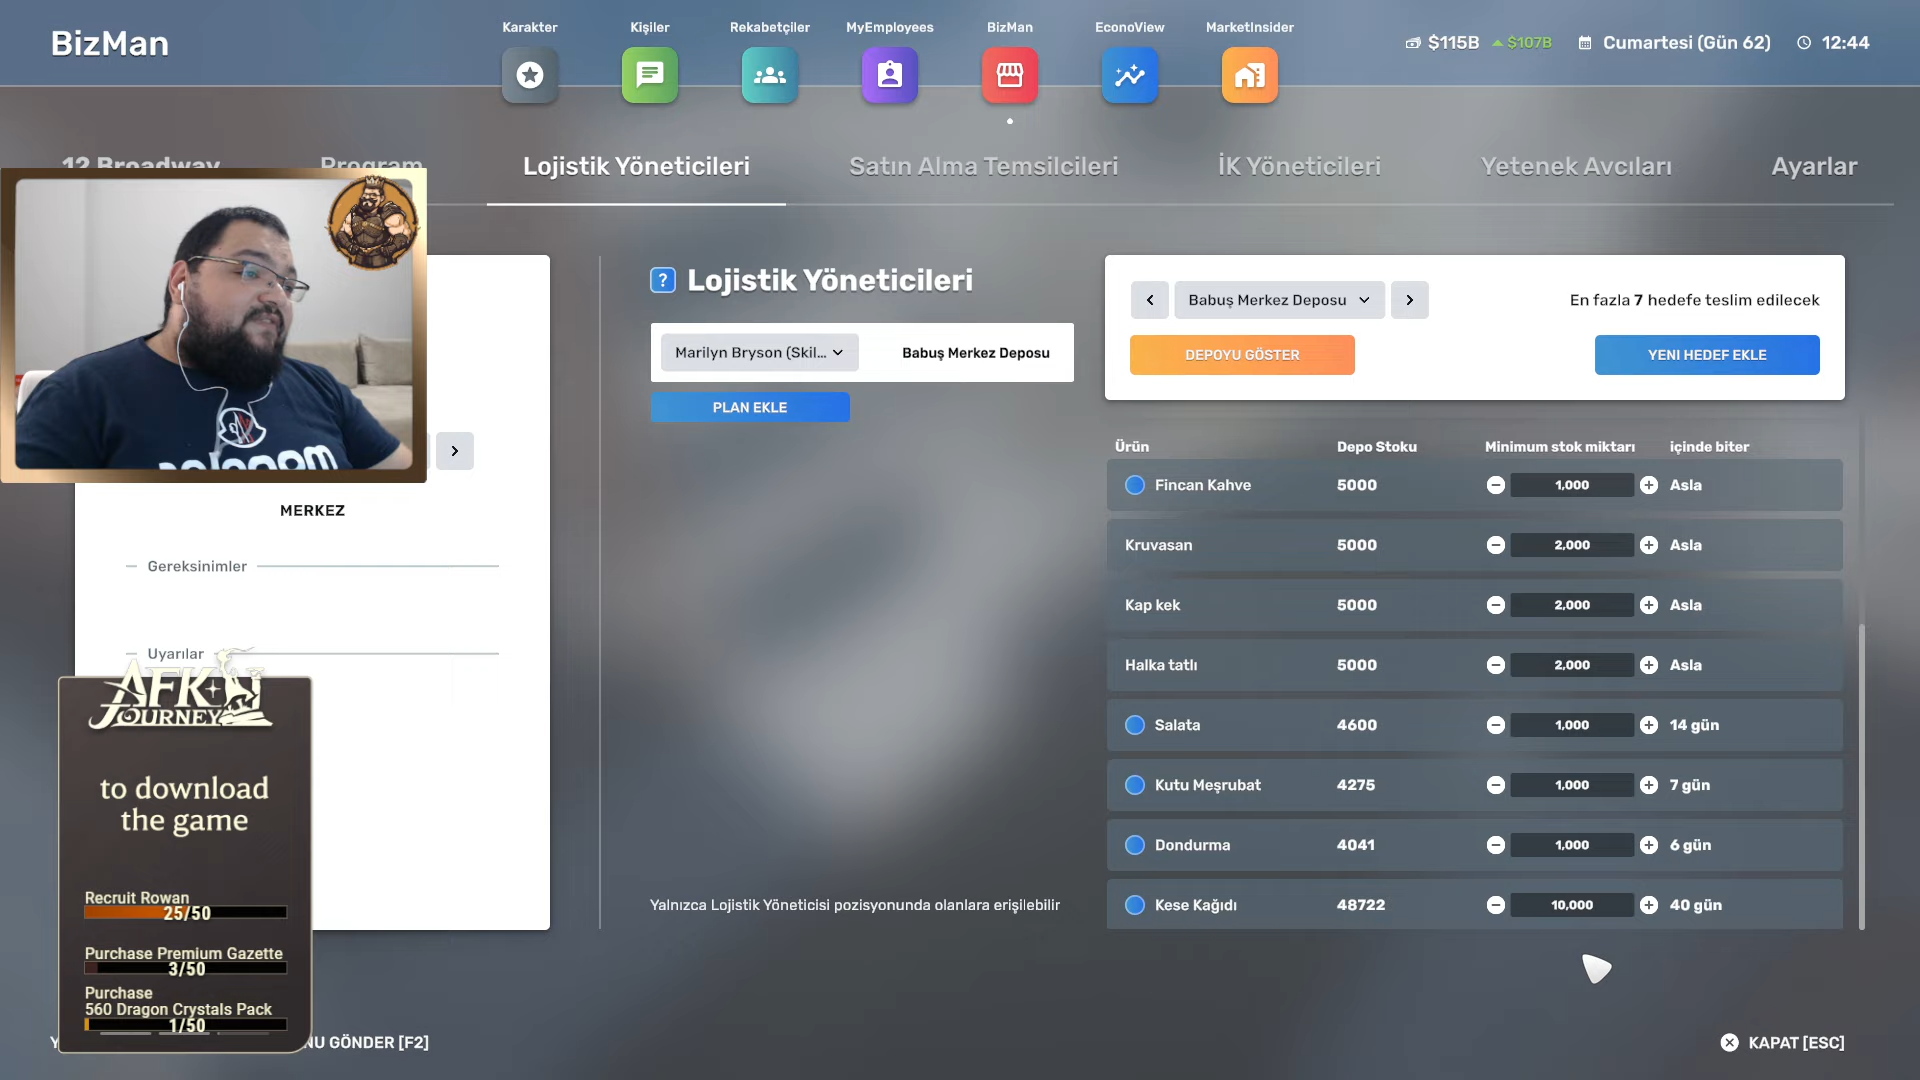 BizMan
Karakter
Kişiler
Rekabetçiler
MyEmployees
BizMan
EconoView
MarketInsider
$115B
$107B
Cumartesi (Gün 62)
12:44
12 Broadway
Program
Lojistik Yöneticileri
Satın Alma Temsilcileri
İK Yöneticileri
Yetenek Avcıları
Ayarlar
MERKEZ
Gereksinimler
Uyarılar
? Lojistik Yöneticileri
Marilyn Bryson (Skil...
Babuş Merkez Deposu
PLAN EKLE
Yalnızca Lojistik Yöneticisi pozisyonunda olanlara erişilebilir
Babuş Merkez Deposu
En fazla 7 hedefe teslim edilecek
DEPOYU GÖSTER
YENI HEDEF EKLE
Ürün Depo Stoku Minimum stok miktarı içinde biter
Fincan Kahve 5000 1,000 Asla
Kruvasan 5000 2,000 Asla
Kap kek 5000 2,000 Asla
Halka tatlı 5000 2,000 Asla
Salata 4600 1,000 14 gün
Kutu Meşrubat 4275 1,000 7 gün
Dondurma 4041 1,000 6 gün
Kese Kağıdı 48722 10,000 40 gün
AFK
JOURNEY
to download
the game
Recruit Rowan
25/50
Purchase Premium Gazette
3/50
Purchase
560 Dragon Crystals Pack
1/50
NU GÖNDER [F2]
KAPAT [ESC]